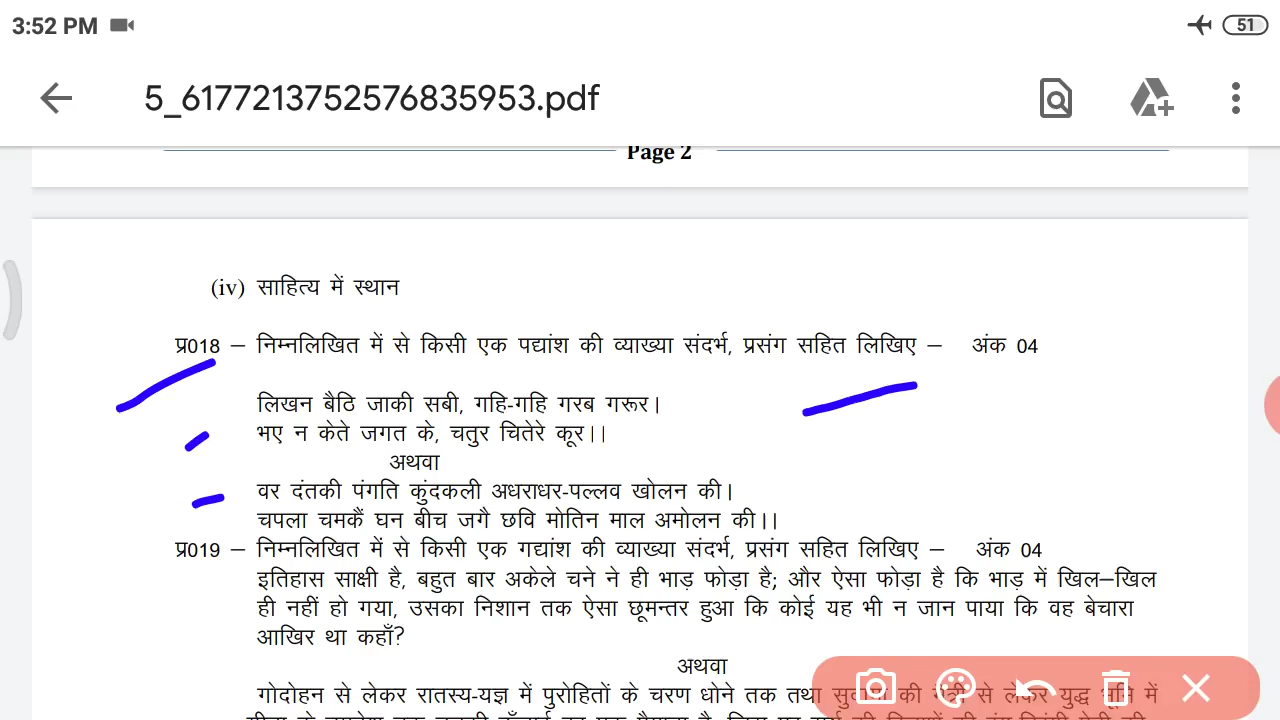 3:52 PM
51
5_6177213752576835953.pdf
Page 2
(iv) साहित्य में स्थान
प्र018 – निम्नलिखित में से किसी एक पद्यांश की व्याख्या संदर्भ, प्रसंग सहित लिखिए – अंक 04
लिखन बैठि जाकी सबी, गहि-गहि गरब गरूर।
भए न केते जगत के, चतुर चितेरे कूर।।
अथवा
वर दंतकी पंगति कुंदकली अधराधर-पल्लव खोलन की।
चपला चमकैं घन बीच जगै छवि मोतिन माल अमोलन की।।
प्र019 – निम्नलिखित में से किसी एक गद्यांश की व्याख्या संदर्भ, प्रसंग सहित लिखिए – अंक 04
इतिहास साक्षी है, बहुत बार अकेले चने ने ही भाड़ फोड़ा है; और ऐसा फोड़ा है कि भाड़ में खिल–खिल
ही नहीं हो गया, उसका निशान तक ऐसा छूमन्तर हुआ कि कोई यह भी न जान पाया कि वह बेचारा
आखिर था कहाँ?
अथवा
गोदोहन से लेकर रातस्य-यज्ञ में पुरोहितों के चरण धोने तक तथा सुदामा की मैत्री से लेकर युद्ध भूमि में